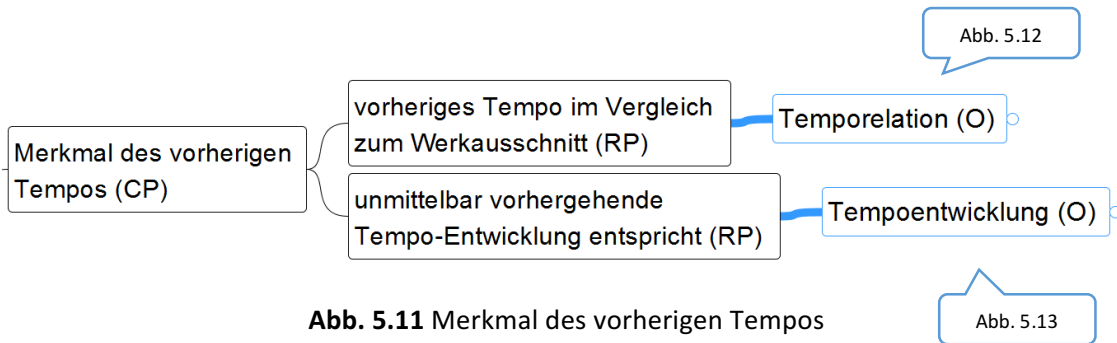 Abb. 5.12
vorheriges Tempo im Vergleich
zum Werkausschnitt (RP)
Temporelation (O)
Merkmal des vorherigen
Tempos (CP)
unmittelbar vorhergehende
Tempo-Entwicklung entspricht (RP)
Tempoentwicklung (O)
Abb. 5.11 Merkmal des vorherigen Tempos
Abb. 5.13